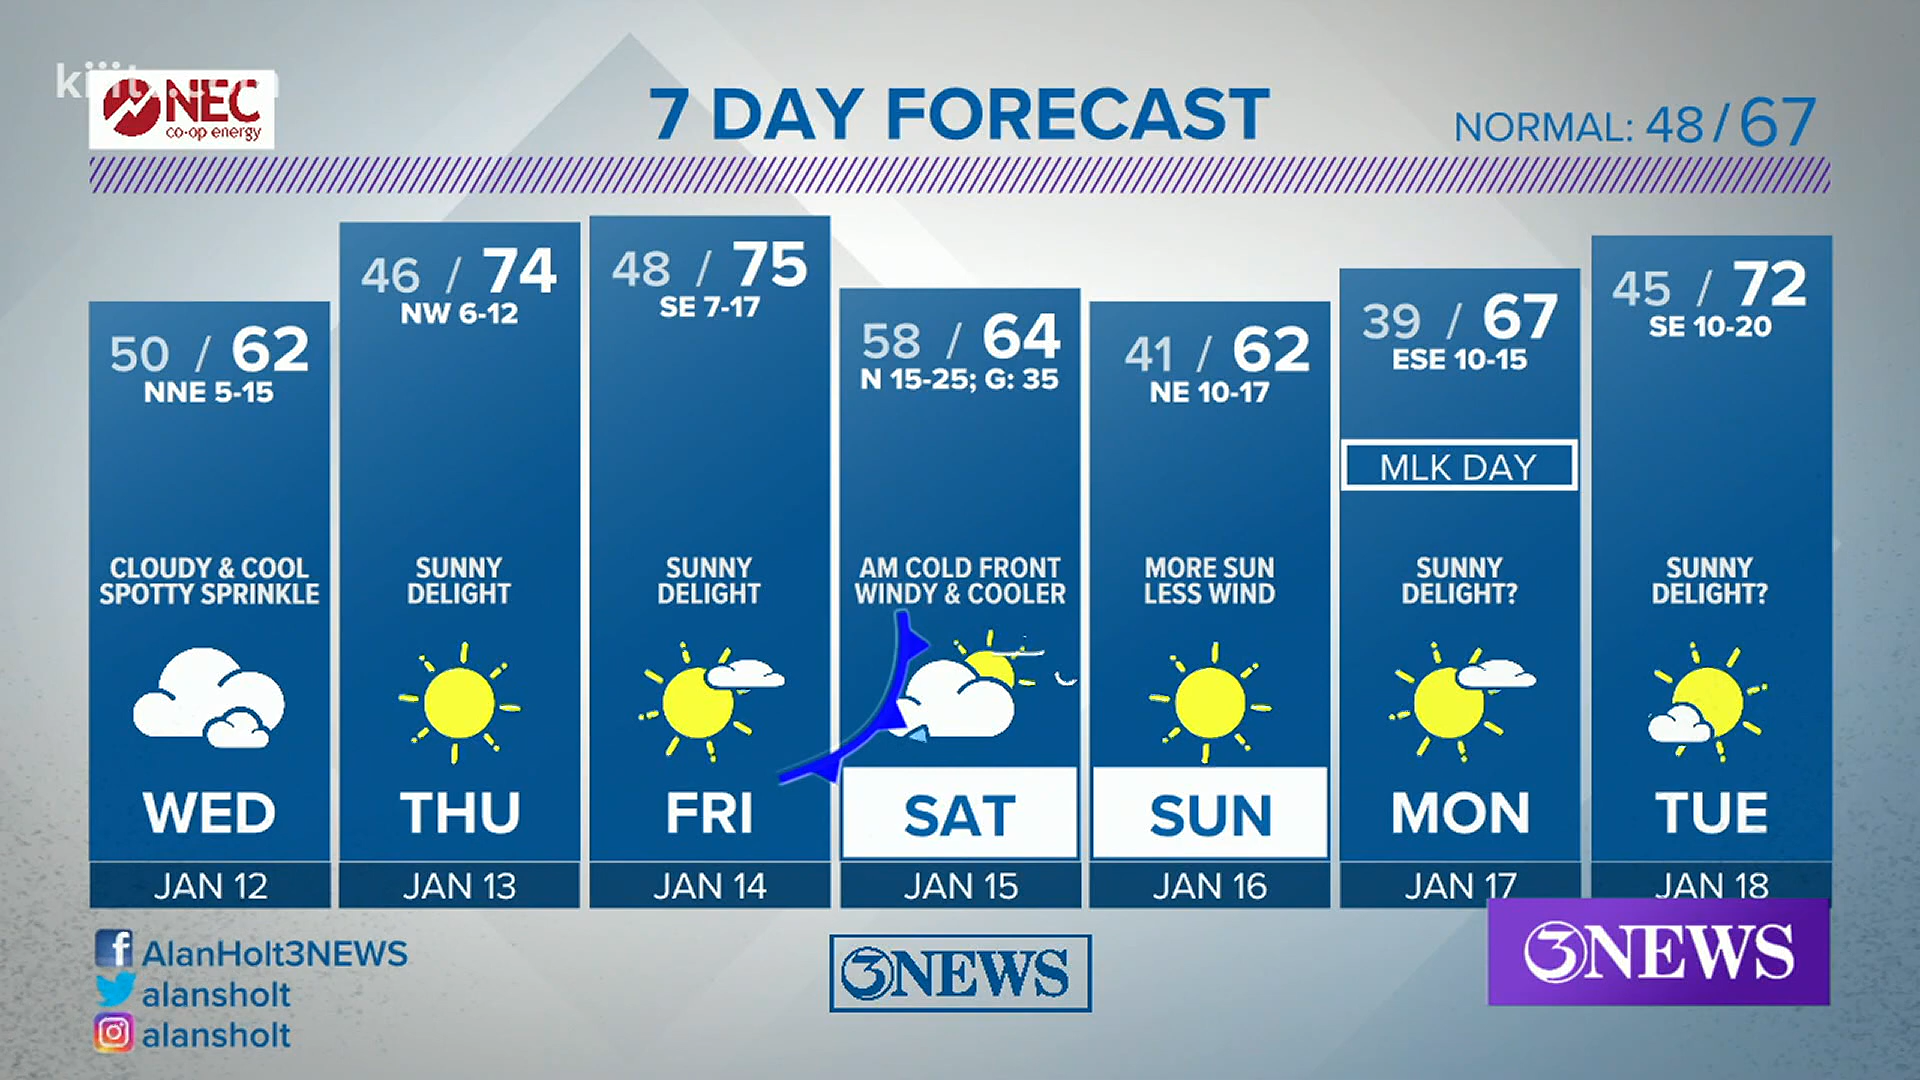 kiiitv.com
NEC
co-op energy
7 DAY FORECAST
NORMAL: 48/67
50 / 62
NNE 5-15
CLOUDY & COOL
SPOTTY SPRINKLE
WED
JAN 12
46 / 74
NW 6-12
SUNNY
DELIGHT
THU
JAN 13
48 / 75
SE 7-17
SUNNY
DELIGHT
FRI
JAN 14
58 / 64
N 15-25; G: 35
AM COLD FRONT
WINDY & COOLER
SAT
JAN 15
41 / 62
NE 10-17
MORE SUN
LESS WIND
SUN
JAN 16
39 / 67
ESE 10-15
MLK DAY
SUNNY
DELIGHT?
MON
JAN 17
45 / 72
SE 10-20
SUNNY
DELIGHT?
TUE
JAN 18
AlanHolt3NEWS
alansholt
alansholt
3NEWS
3NEWS